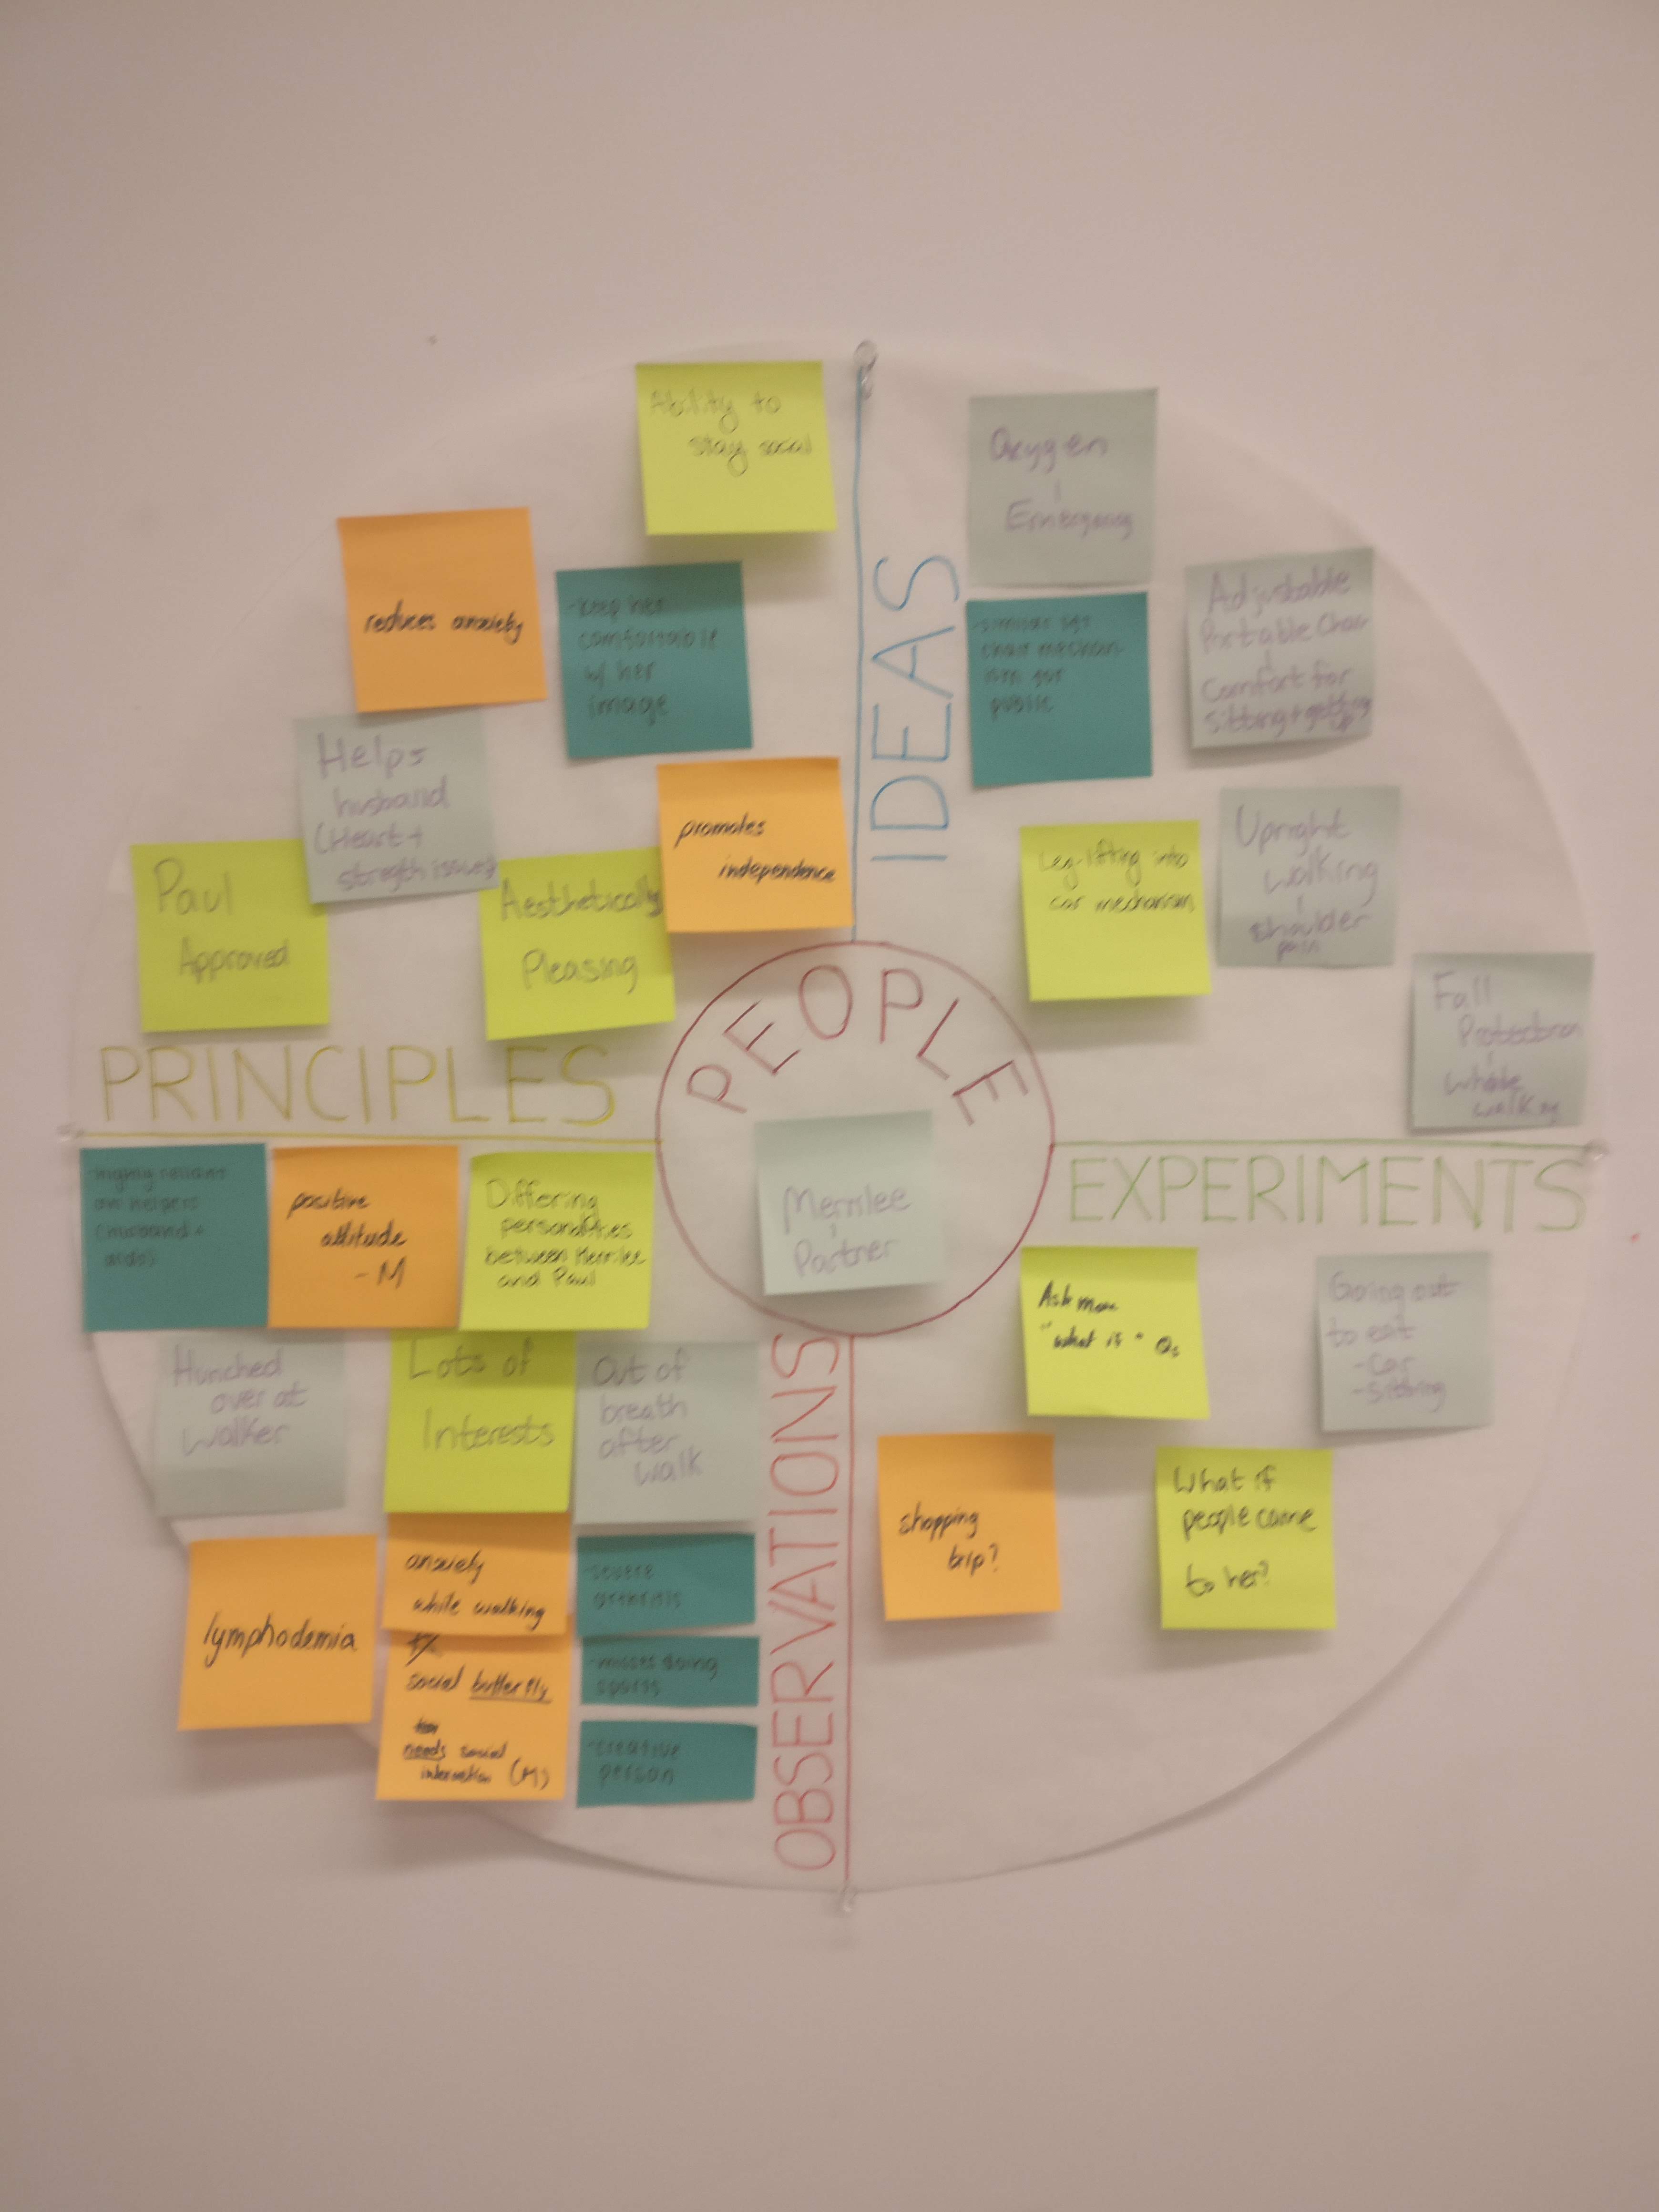 Ability to
stay social
reduces anxiety
-keep her
comfortable
w/ her
image
Helps
husband
(Heart +
strength issues
promotes
independence
Paul
Approved
Aesthetically
Pleasing
PRINCIPLES
IDEAS
Oxygen
-similar lift
chair mechan-
ism for
public
Adjustable
Portable Chair
Comfort for
Sitting + getting
up
Leg-lifting into
car mechanism
Upright
walking
shoulder
pain
Fall
Protection
while
walking
PEOPLE
Merrilee
Partner
EXPERIMENTS
Ask more
"what if" Qs
Going out
to eat
-Car
-Sitting
shopping
trip?
What if
people came
to her?
OBSERVATIONS
highly reliant
on helpers
(husband +
aides)
positive
attitude
- M
Differing
personalities
between Merrilee
and Paul
Hunched
over at
Walker
Lots of
Interests
Out of
breath
after
walk
lymphodemia
anxiety
while walking
social butterfly
needs social
interaction (M)
-severe
arthritis
-misses doing
sports
-creative
person